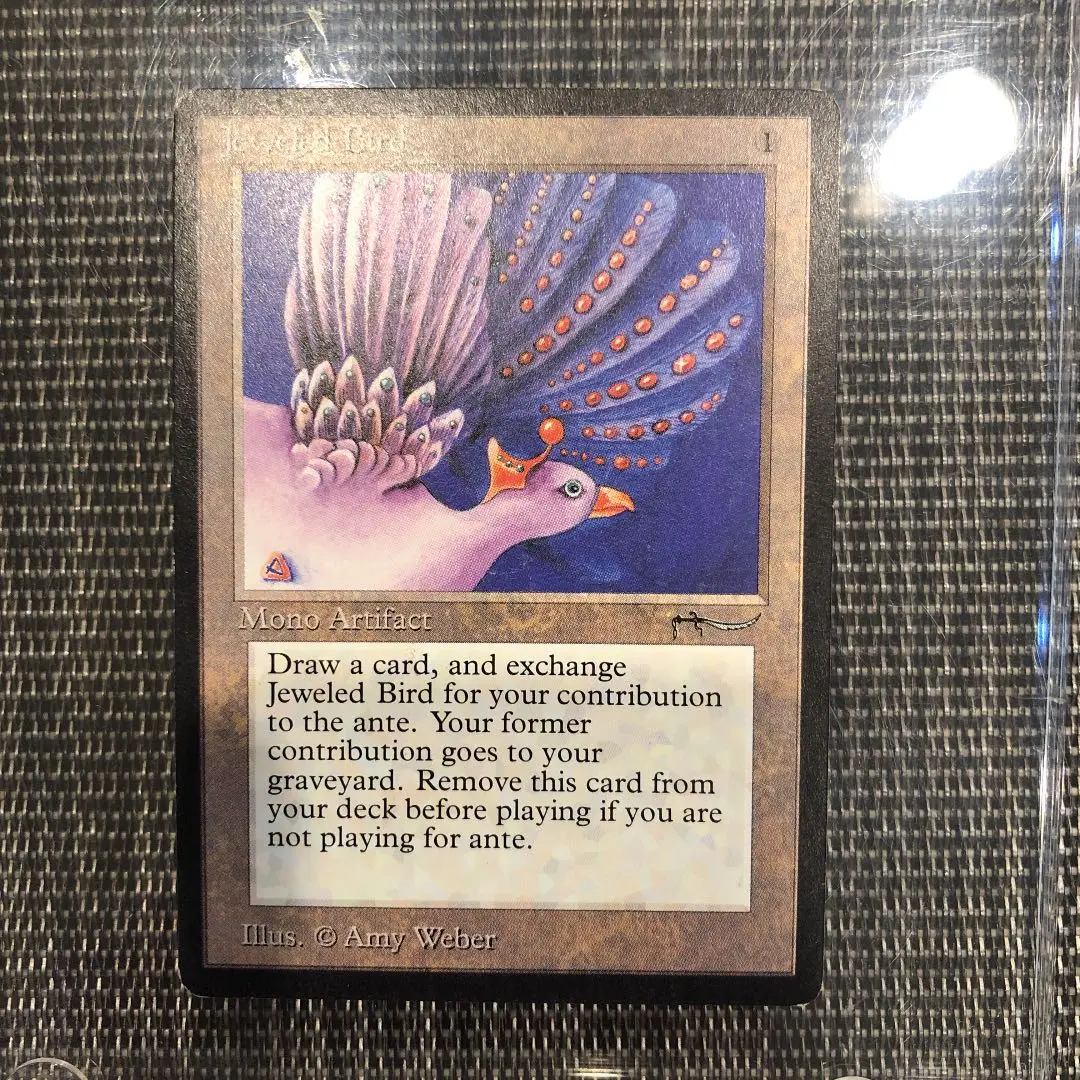 Jeweled Bird
1
Mono Artifact
Draw a card, and exchange
Jeweled Bird for your contribution
to the ante. Your former
contribution goes to your
graveyard. Remove this card from
your deck before playing if you are
not playing for ante.
Illus. © Amy Weber